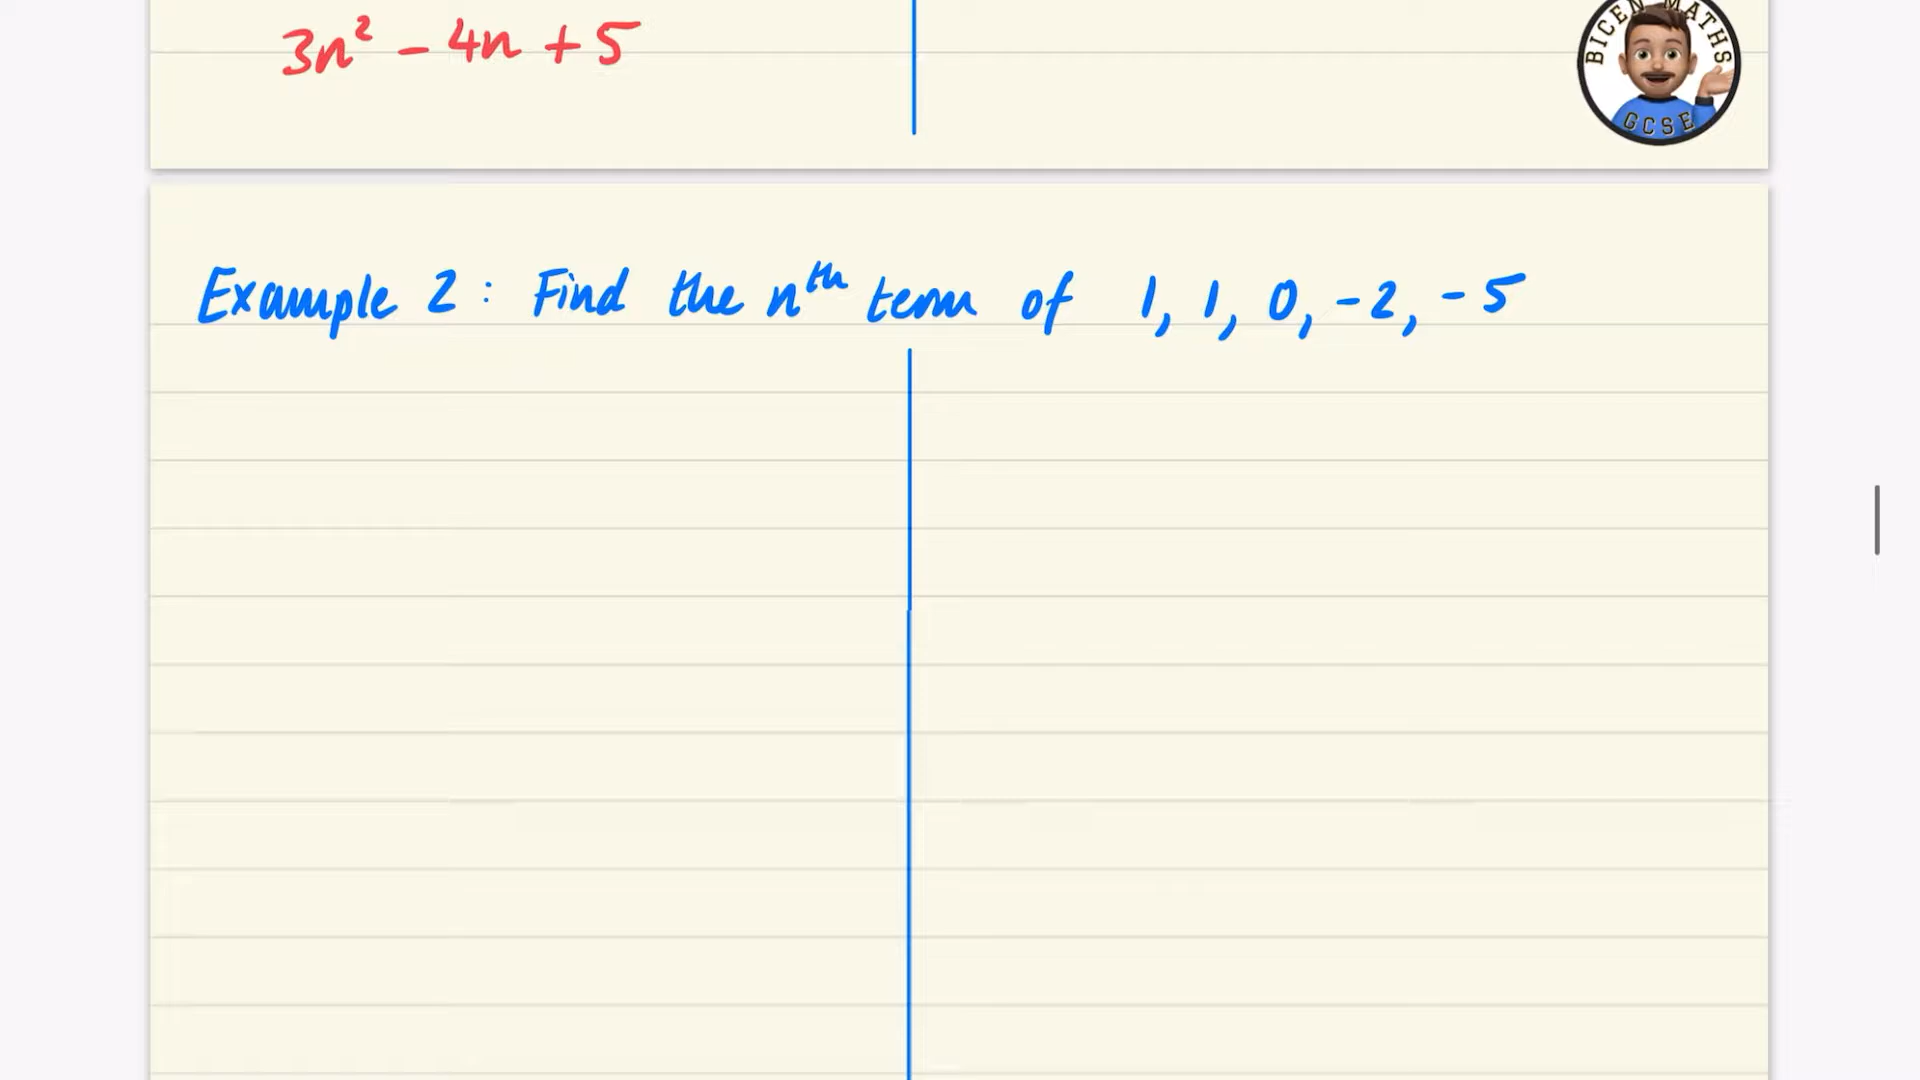 3n² - 4n + 5
BICEN MATHS
GCSE
Example 2: Find the nᵗʰ term of 1, 1, 0, -2, -5